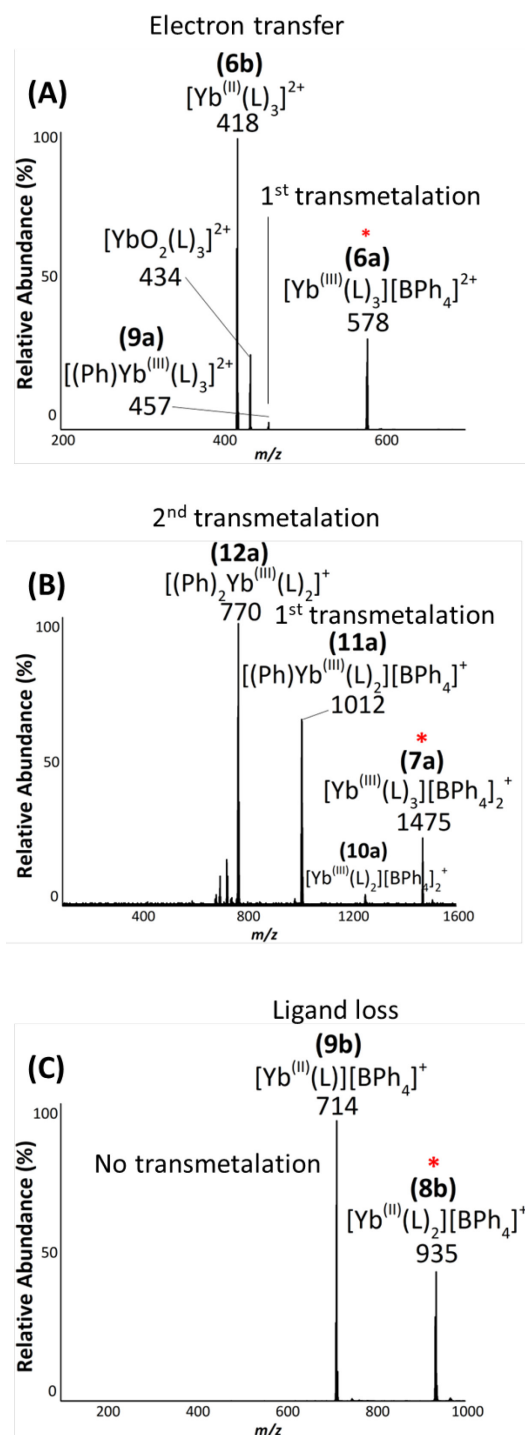 Electron transfer
(A)
(6b)
[Yb(II)(L)3]2+
418
100
1st transmetalation
*
[YbO2(L)3]2+
434
(6a)
[Yb(III)(L)3][BPh4]2+
578
50
(9a)
[(Ph)Yb(III)(L)3]2+
457
0
Relative Abundance (%)
200 400 600
m/z
2nd transmetalation
(B)
(12a)
[(Ph)2Yb(III)(L)2]+
770
1st transmetalation
100
(11a)
[(Ph)Yb(III)(L)2][BPh4]+
1012
*
(7a)
[Yb(III)(L)3][BPh4]2+
1475
50
(10a)
[Yb(III)(L)2][BPh4]2+
0
Relative Abundance (%)
400 800 1200 1600
m/z
Ligand loss
(C)
(9b)
[Yb(II)(L)][BPh4]+
714
100
No transmetalation
*
(8b)
[Yb(II)(L)2][BPh4]+
935
50
0
Relative Abundance (%)
200 400 600 800 1000
m/z